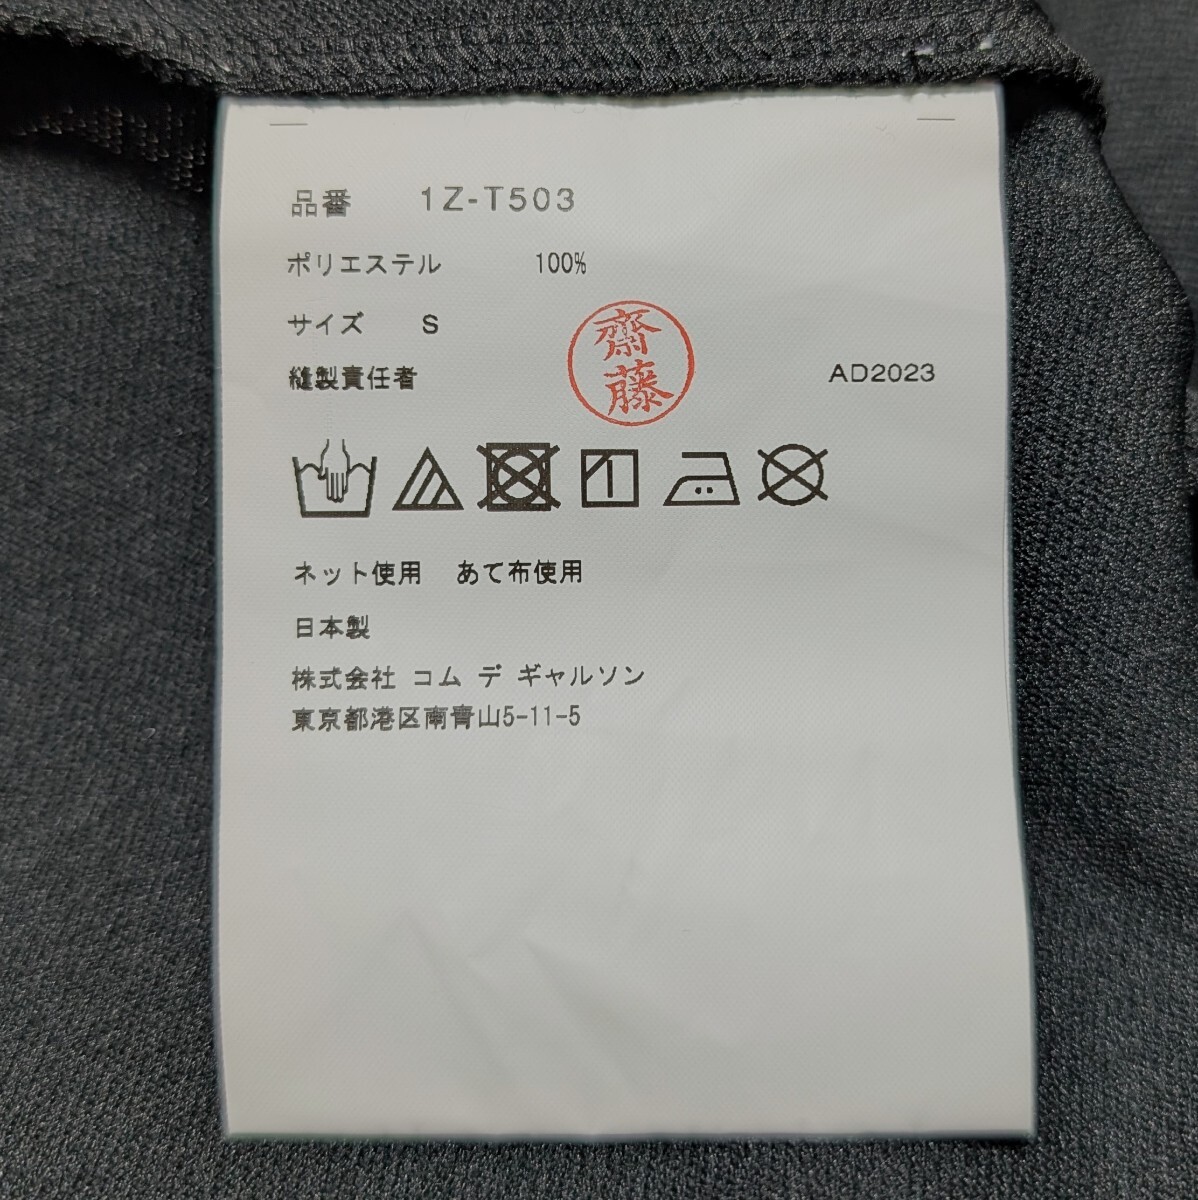 品番 1Z-T503
ポリエステル 100%
サイズ S
齋藤
縫製責任者 AD2023
ネット使用 あて布使用
日本製
株式会社 コム デ ギャルソン
東京都港区南青山5-11-5